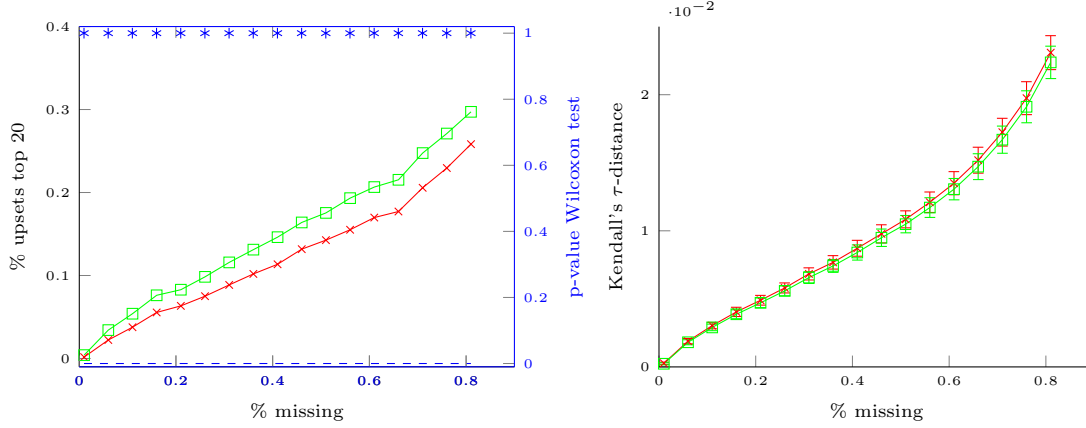 0.4
0.3
0.2
0.1
0
% upsets top 20
0 0.2 0.4 0.6 0.8
% missing
1
0.8
0.6
0.4
0.2
0
p-value Wilcoxon test
·10⁻²
2
1
0
Kendall's τ-distance
0 0.2 0.4 0.6 0.8
% missing